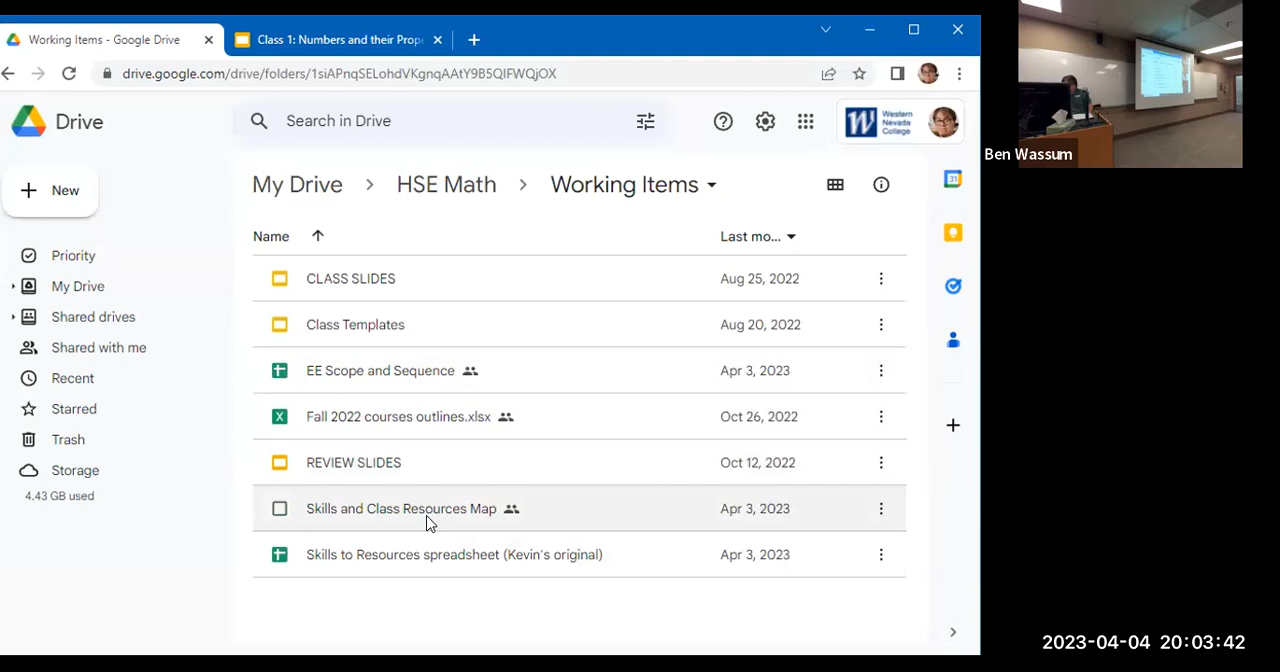 Working Items - Google Drive
Class 1: Numbers and their Prop
drive.google.com/drive/folders/1siAPnqSELohdVKgnqAAtY9B5QIFWQjOX
Drive
Search in Drive
Western
Nevada
College
Ben Wassum
New
My Drive > HSE Math > Working Items
Name
Last mo...
Priority
My Drive
Shared drives
Shared with me
Recent
Starred
Trash
Storage
4.43 GB used
CLASS SLIDES Aug 25, 2022
Class Templates Aug 20, 2022
EE Scope and Sequence Apr 3, 2023
Fall 2022 courses outlines.xlsx Oct 26, 2022
REVIEW SLIDES Oct 12, 2022
Skills and Class Resources Map Apr 3, 2023
Skills to Resources spreadsheet (Kevin's original) Apr 3, 2023
31
2023-04-04 20:03:42